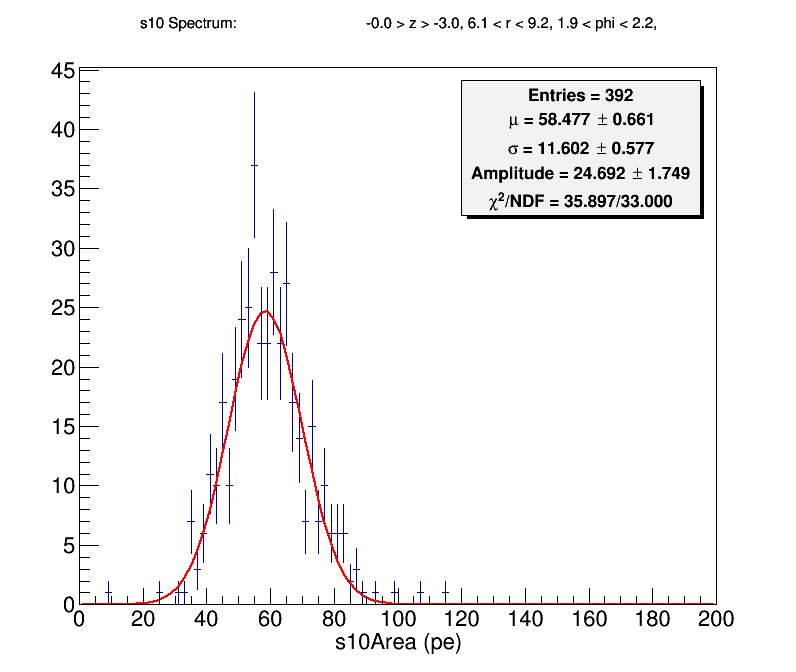 s10 Spectrum: -0.0 > z > -3.0, 6.1 < r < 9.2, 1.9 < phi < 2.2,
Entries = 392
μ = 58.477 ± 0.661
σ = 11.602 ± 0.577
Amplitude = 24.692 ± 1.749
χ²/NDF = 35.897/33.000
45
40
35
30
25
20
15
10
5
0
0 20 40 60 80 100 120 140 160 180 200
s10Area (pe)